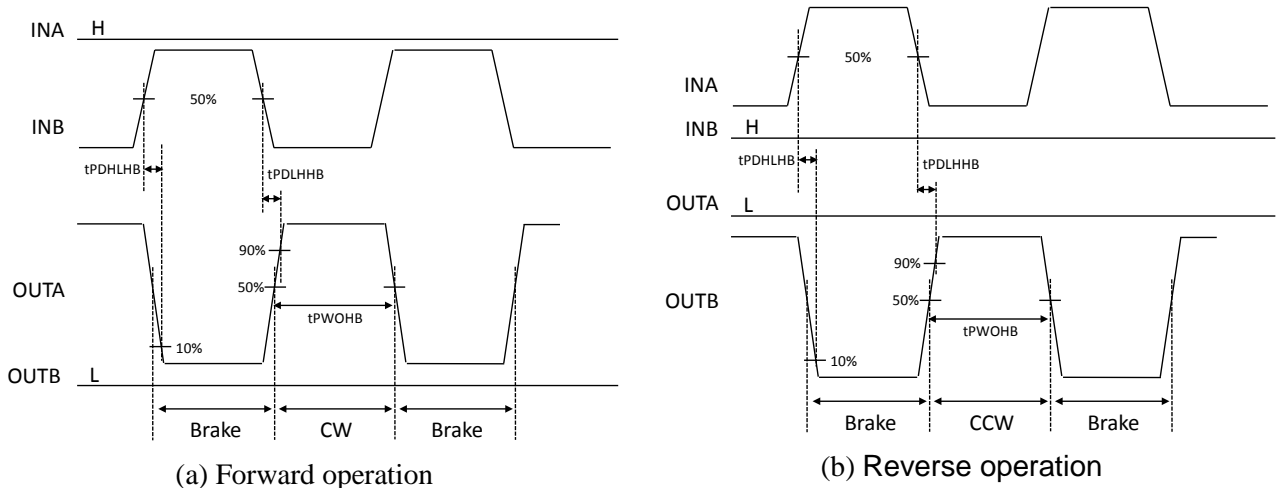 INA H
50%
INB
tPDHLHB
tPDLHHB
90%
OUTA 50%
tPWOHB
10%
OUTB L
Brake CW Brake
(a) Forward operation
50%
INA
INB H
tPDHLHB
tPDLHHB
OUTA L
90%
OUTB 50%
tPWOHB
10%
Brake CCW Brake
(b) Reverse operation